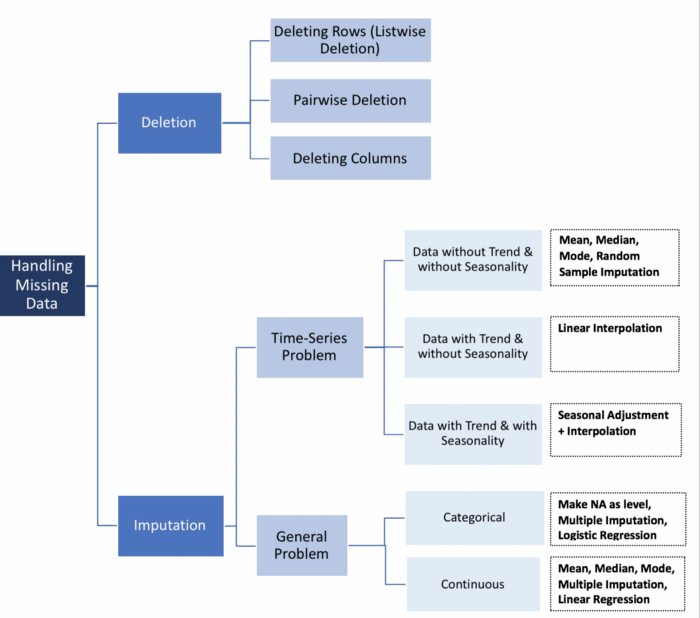 Deleting Rows (Listwise
Deletion)
Deletion
Pairwise Deletion
Deleting Columns
Handling
Missing
Data
Data without Trend &
without Seasonality
Mean, Median,
Mode, Random
Sample Imputation
Time-Series
Problem
Data with Trend &
without Seasonality
Linear Interpolation
Data with Trend & with
Seasonality
Seasonal Adjustment
+ Interpolation
Imputation
General
Problem
Categorical
Make NA as level,
Multiple Imputation,
Logistic Regression
Continuous
Mean, Median, Mode,
Multiple Imputation,
Linear Regression